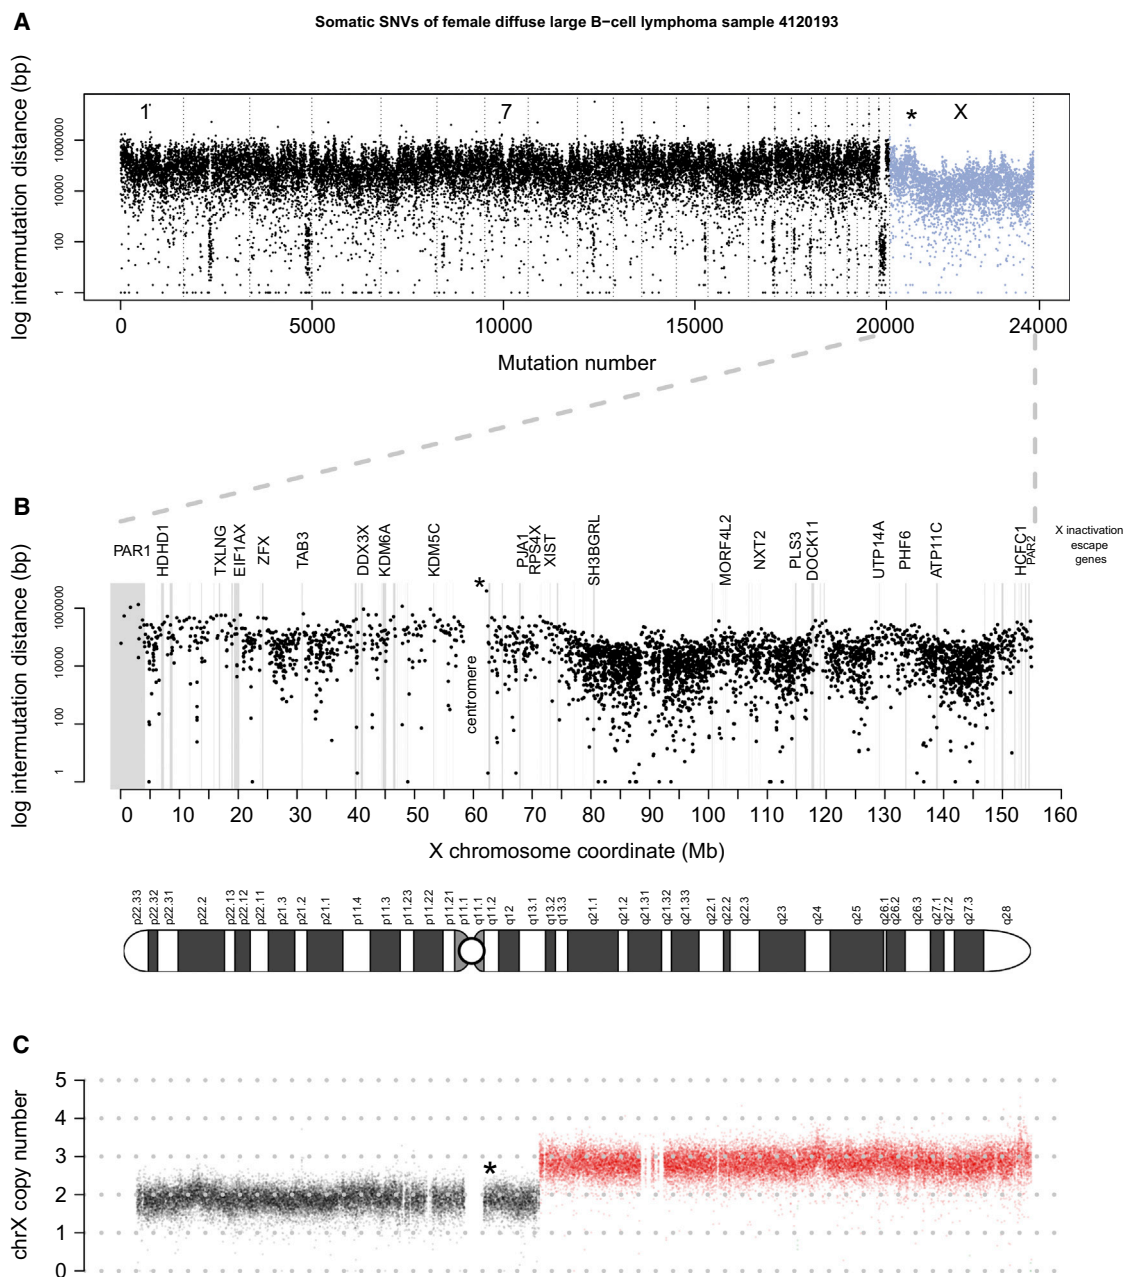 A
Somatic SNVs of female diffuse large B−cell lymphoma sample 4120193
log intermutation distance (bp)
1000000
10000
100
1
1
7
*
X
0
5000
10000
15000
20000
24000
Mutation number
B
PAR1
HDHD1
TXLNG
EIF1AX
ZFX
TAB3
DDX3X
KDM6A
KDM5C
PJA1
RPS4X
XIST
SH3BGRL
MORF4L2
NXT2
PLS3
DOCK11
UTP14A
PHF6
ATP11C
HCFC1
PAR2
X inactivation
escape
genes
log intermutation distance (bp)
1000000
10000
100
1
*
centromere
0
10
20
30
40
50
60
70
80
90
100
110
120
130
140
150
160
X chromosome coordinate (Mb)
p22.33
p22.32
p22.31
p22.2
p22.13
p22.12
p22.11
p21.3
p21.2
p21.1
p11.4
p11.3
p11.23
p11.22
p11.21
p11.1
q11.1
q11.2
q12
q13.1
q13.2
q13.3
q21.1
q21.2
q21.31
q21.32
q21.33
q22.1
q22.2
q22.3
q23
q24
q25
q26.1
q26.2
q26.3
q27.1
q27.2
q27.3
q28
C
chrX copy number
5
4
3
2
1
0
*